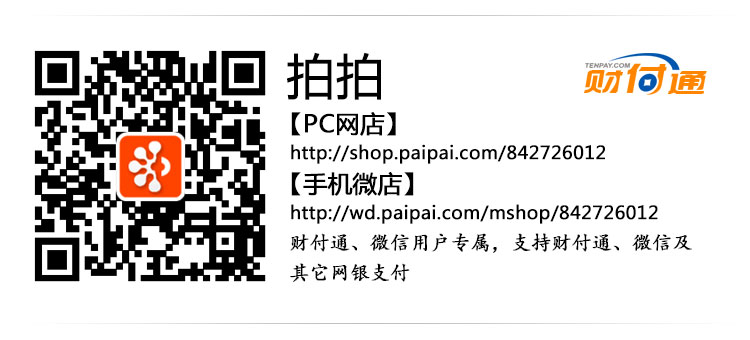 拍拍
TENPAY.COM
财付通
【PC网店】
http://shop.paipai.com/842726012
【手机微店】
http://wd.paipai.com/mshop/842726012
财付通、微信用户专属，支持财付通、微信及
其它网银支付